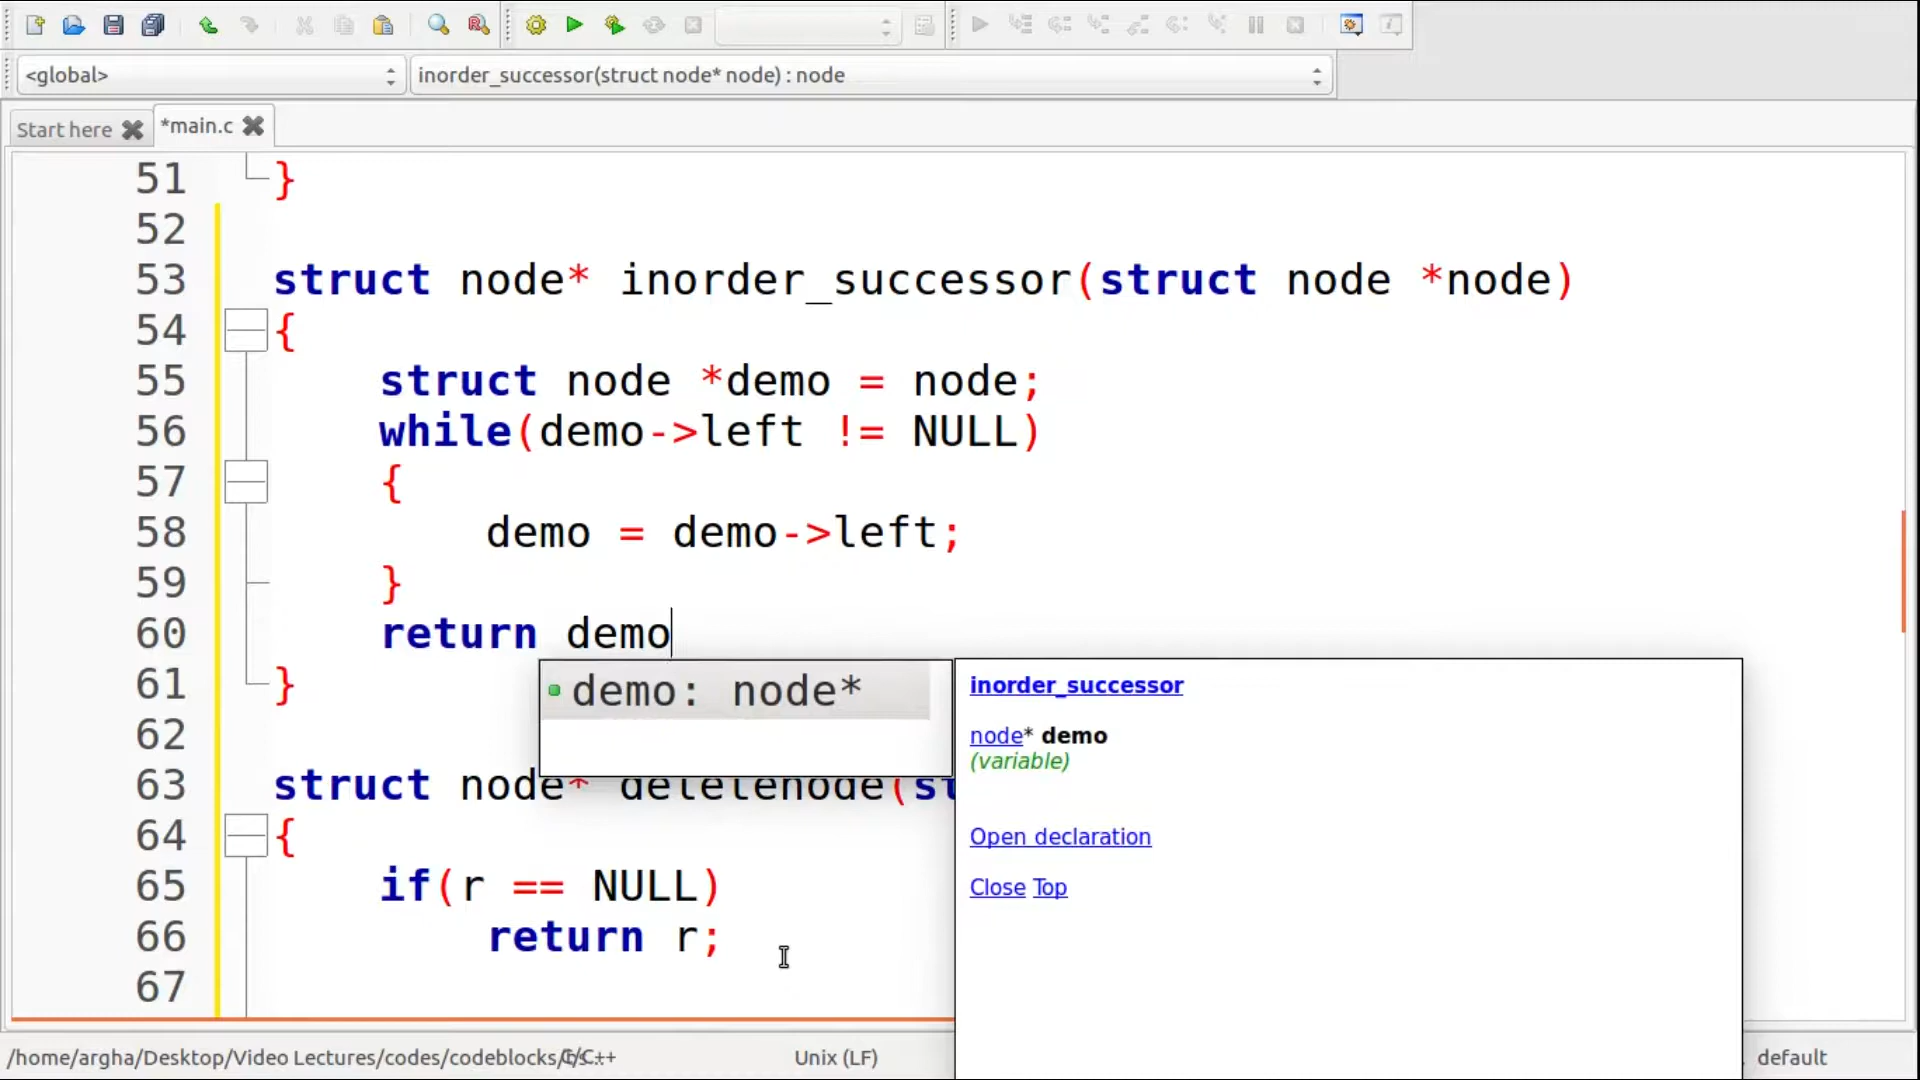 <global>
inorder_successor(struct node* node) : node
Start here
*main.c
51 }
52
53 struct node* inorder_successor(struct node *node)
54 {
55 struct node *demo = node;
56 while(demo->left != NULL)
57 {
58 demo = demo->left;
59 }
60 return demo
61 }
62
63 struct node* deletenode(st
64 {
65 if(r == NULL)
66 return r;
67
demo: node*
inorder_successor
node* demo
(variable)
Open declaration
Close Top
/home/argha/Desktop/Video Lectures/codes/codeblocks/
C/C++
Unix (LF)
default